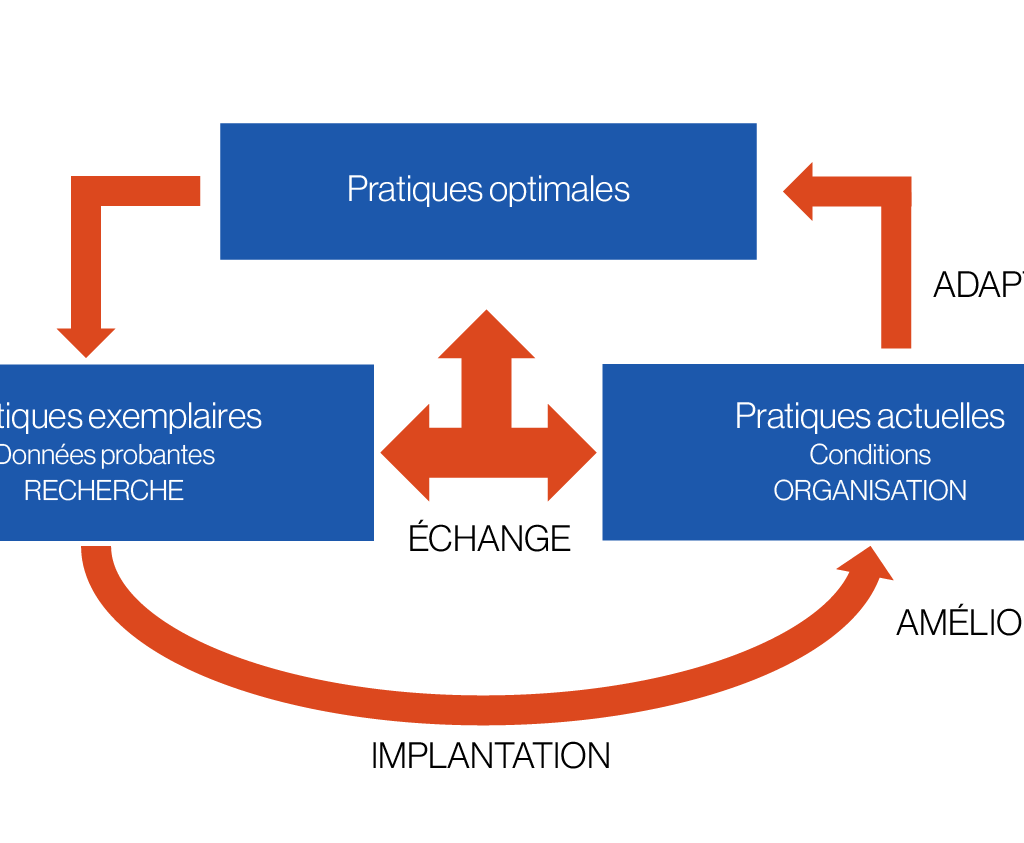 Pratiques optimales
ADAPT
tiques exemplaires
Données probantes
RECHERCHE
Pratiques actuelles
Conditions
ORGANISATION
ÉCHANGE
AMÉLIO
IMPLANTATION